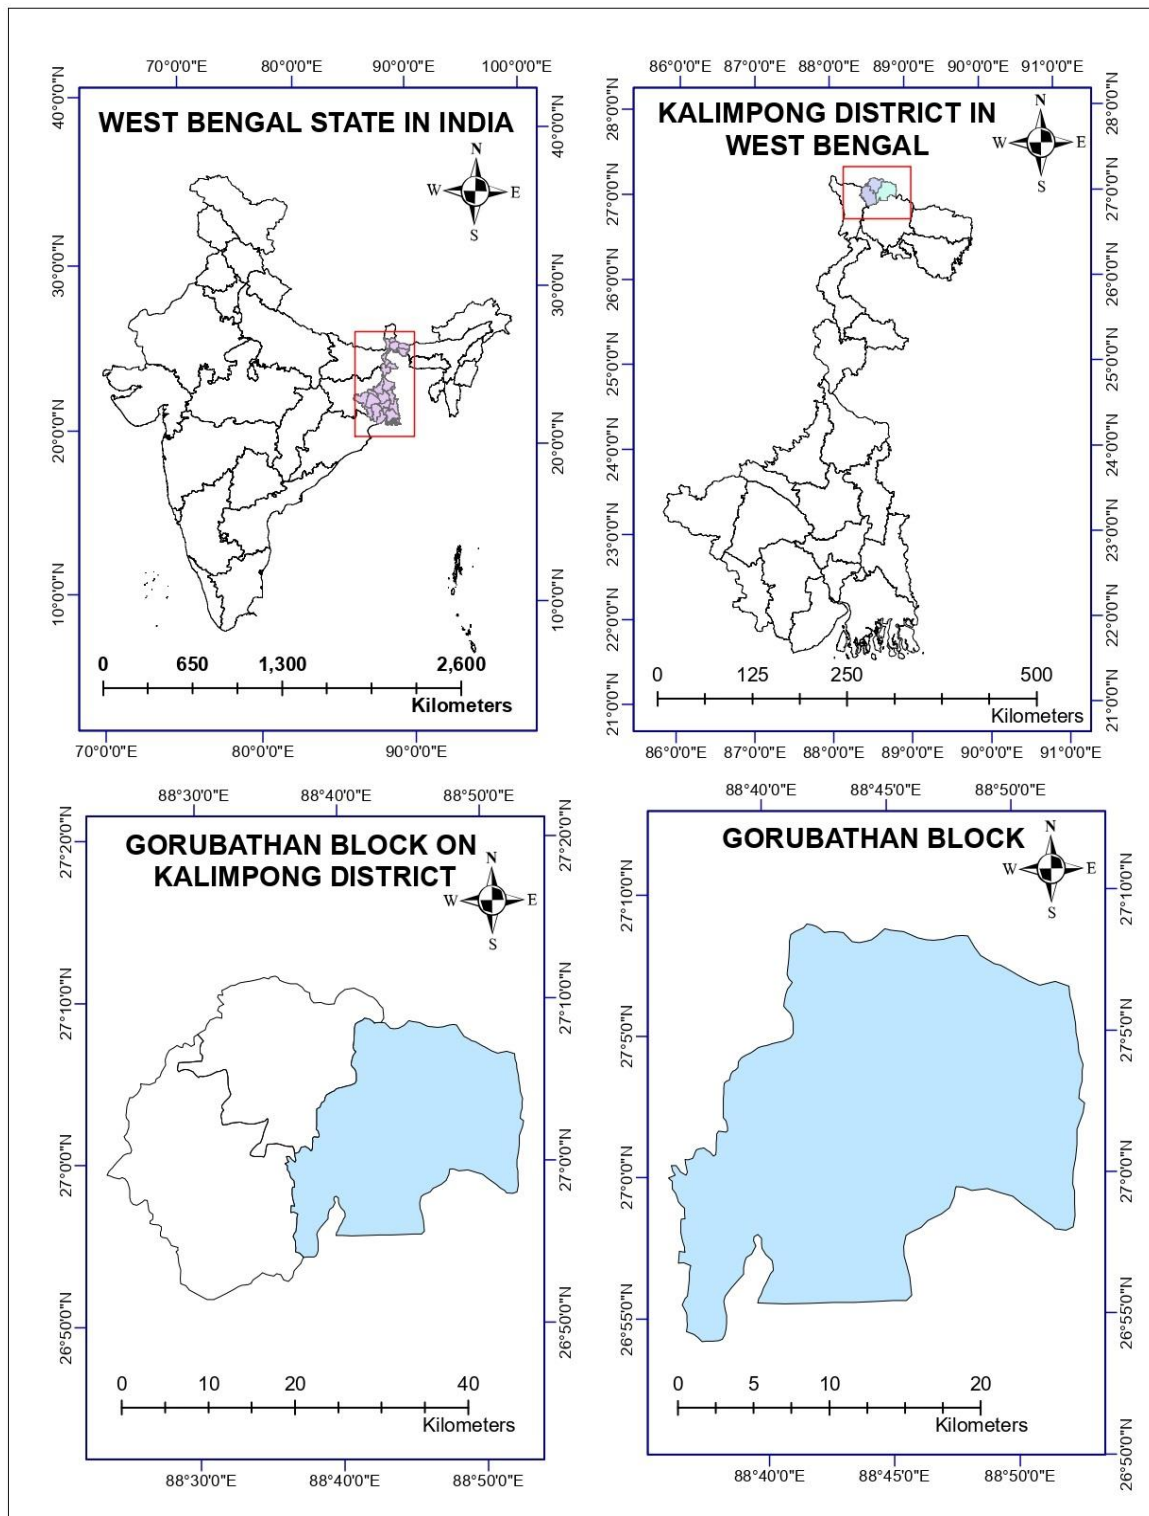 70°0'0"E 80°0'0"E 90°0'0"E 100°0'0"E
40°0'0"N
30°0'0"N
20°0'0"N
10°0'0"N
WEST BENGAL STATE IN INDIA
N
W E
S
40°0'0"N
30°0'0"N
20°0'0"N
10°0'0"N
0 650 1,300 2,600
Kilometers
70°0'0"E 80°0'0"E 90°0'0"E
86°0'0"E 87°0'0"E 88°0'0"E 89°0'0"E 90°0'0"E 91°0'0"E
28°0'0"N
27°0'0"N
26°0'0"N
25°0'0"N
24°0'0"N
23°0'0"N
22°0'0"N
21°0'0"N
KALIMPONG DISTRICT IN
WEST BENGAL
N
W E
S
28°0'0"N
27°0'0"N
26°0'0"N
25°0'0"N
24°0'0"N
23°0'0"N
22°0'0"N
21°0'0"N
0 125 250 500
Kilometers
86°0'0"E 87°0'0"E 88°0'0"E 89°0'0"E 90°0'0"E 91°0'0"E
88°30'0"E 88°40'0"E 88°50'0"E
27°20'0"N
27°10'0"N
27°0'0"N
26°50'0"N
GORUBATHAN BLOCK ON
KALIMPONG DISTRICT
N
W E
S
27°20'0"N
27°10'0"N
27°0'0"N
26°50'0"N
0 10 20 40
Kilometers
88°30'0"E 88°40'0"E 88°50'0"E
88°40'0"E 88°45'0"E 88°50'0"E
27°10'0"N
27°5'0"N
27°0'0"N
26°55'0"N
GORUBATHAN BLOCK
N
W E
S
27°10'0"N
27°5'0"N
27°0'0"N
26°55'0"N
26°50'0"N
0 5 10 20
Kilometers
88°40'0"E 88°45'0"E 88°50'0"E